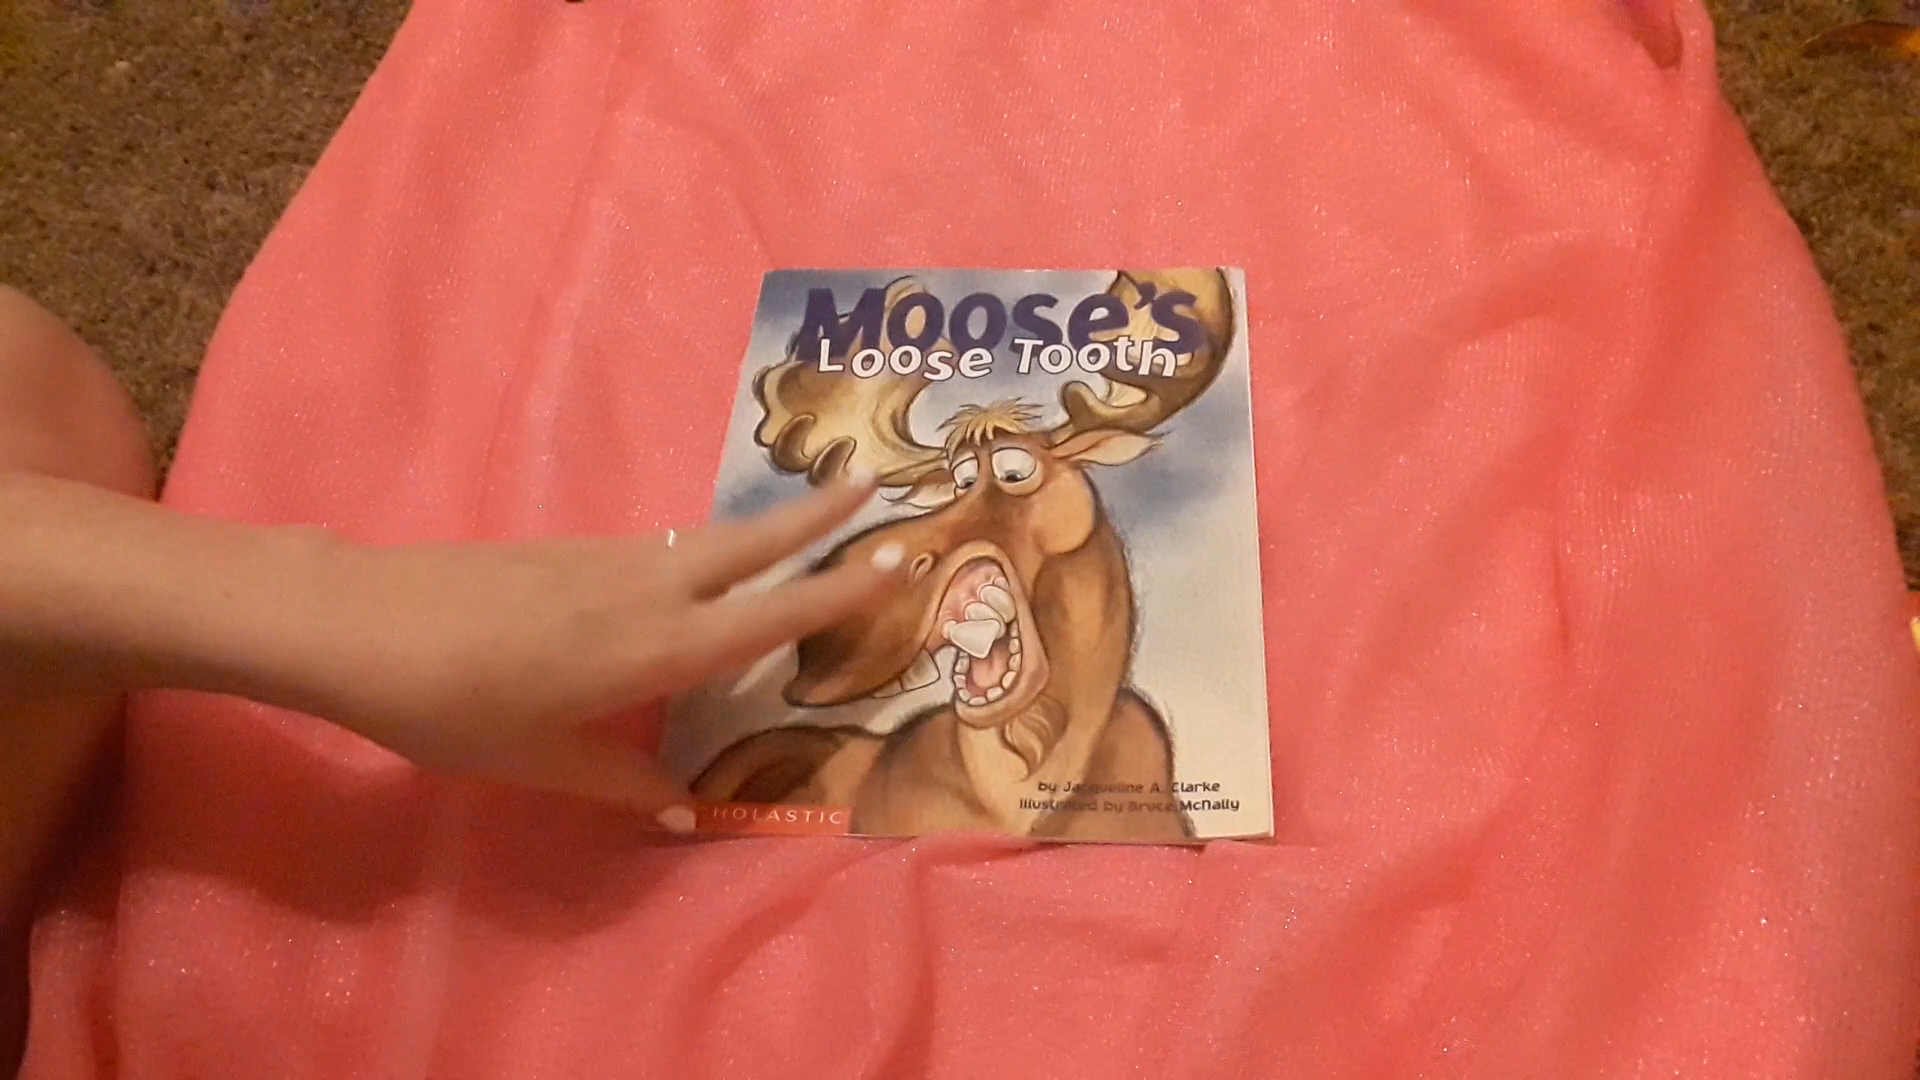 Moose's
Loose Tooth
by Jacqueline A. Clarke
illustrated by Bruce McNally
HOLASTIC